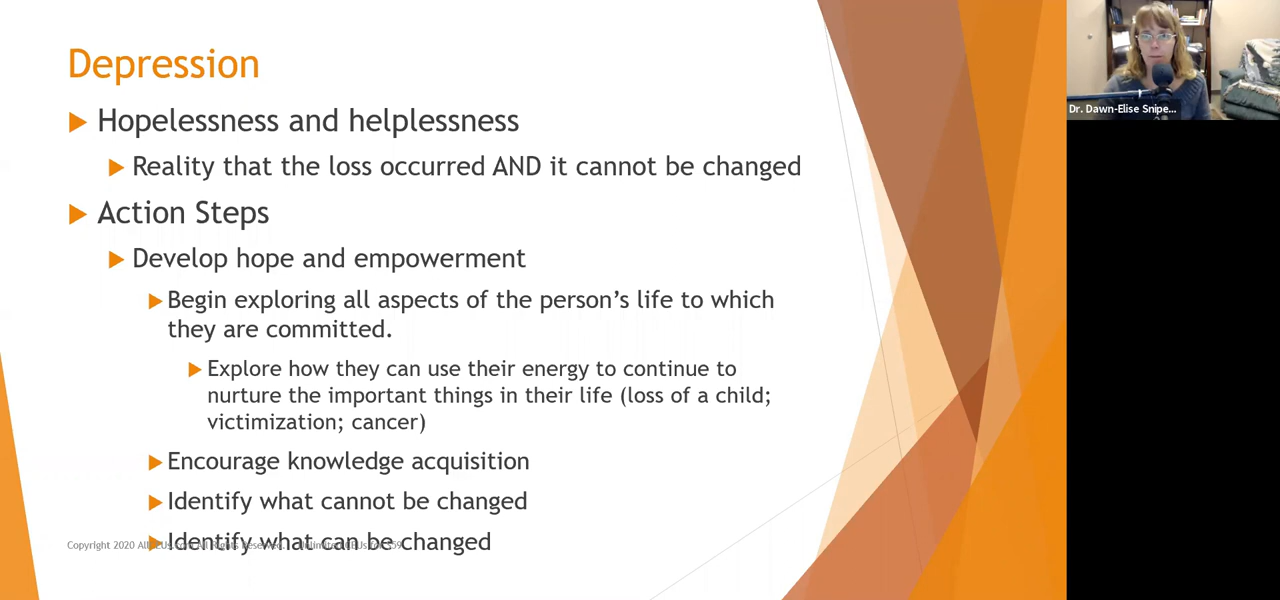 Depression
Hopelessness and helplessness
Reality that the loss occurred AND it cannot be changed
Action Steps
Develop hope and empowerment
Begin exploring all aspects of the person's life to which
they are committed.
Explore how they can use their energy to continue to
nurture the important things in their life (loss of a child;
victimization; cancer)
Encourage knowledge acquisition
Identify what cannot be changed
Identify what can be changed
Copyright 2020
Dr. Dawn-Elise Snipe...